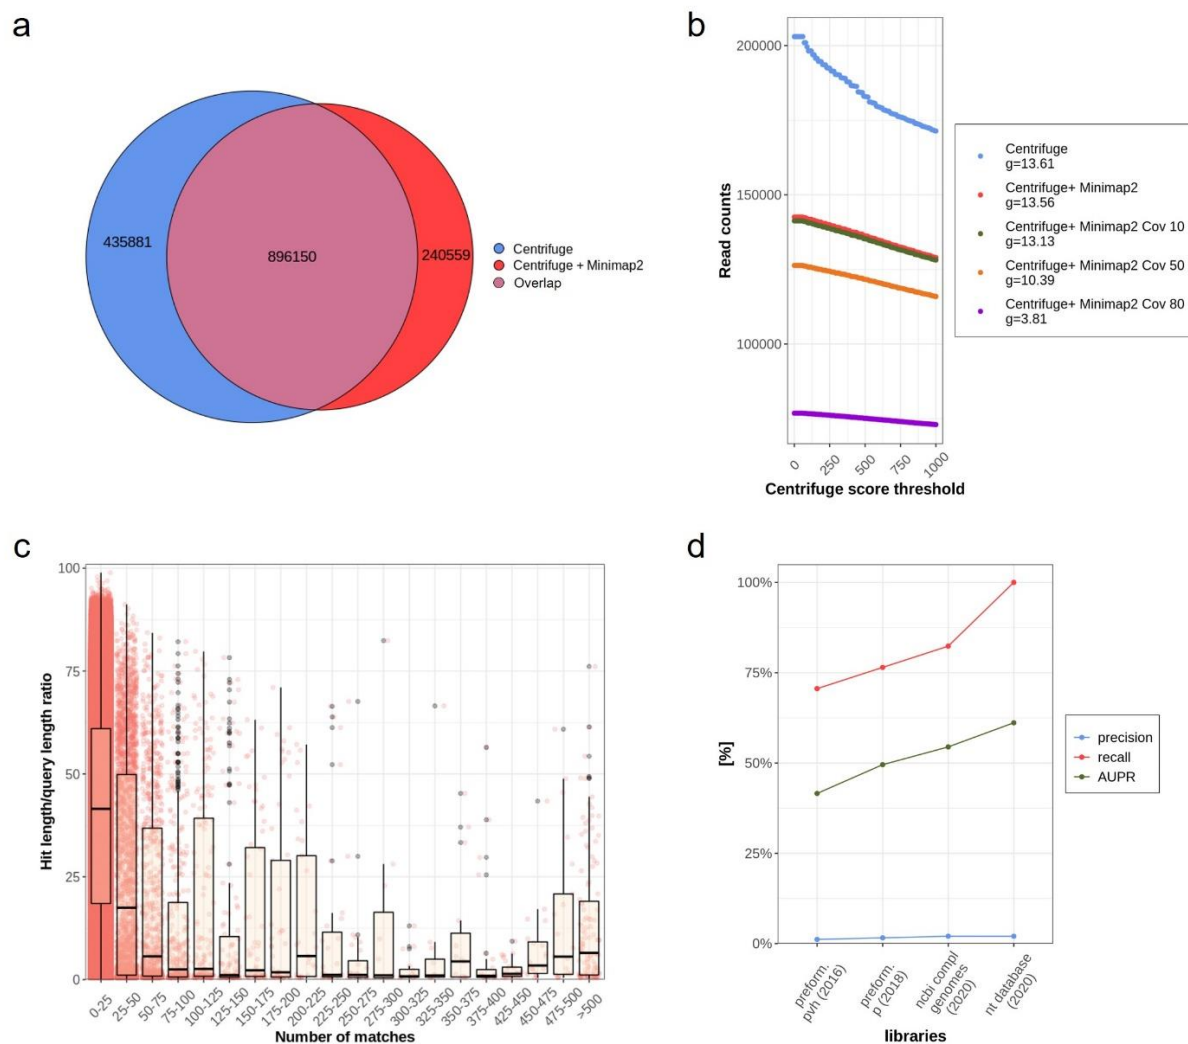 a
435881
896150
240559
Centrifuge
Centrifuge + Minimap2
Overlap
b
Read counts
200000
150000
100000
0
250
500
750
1000
Centrifuge score threshold
Centrifuge
g=13.61
Centrifuge+ Minimap2
g=13.56
Centrifuge+ Minimap2 Cov 10
g=13.13
Centrifuge+ Minimap2 Cov 50
g=10.39
Centrifuge+ Minimap2 Cov 80
g=3.81
c
Hit length/query length ratio
100
75
50
25
0
0-25
25-50
50-75
75-100
100-125
125-150
150-175
175-200
200-225
225-250
250-275
275-300
300-325
325-350
350-375
375-400
425-450
450-475
475-500
>500
Number of matches
d
[%]
100%
75%
50%
25%
0%
preform.
pvh (2016)
preform.
p (2018)
ncbi compl
genomes
(2020)
nt database
(2020)
libraries
precision
recall
AUPR